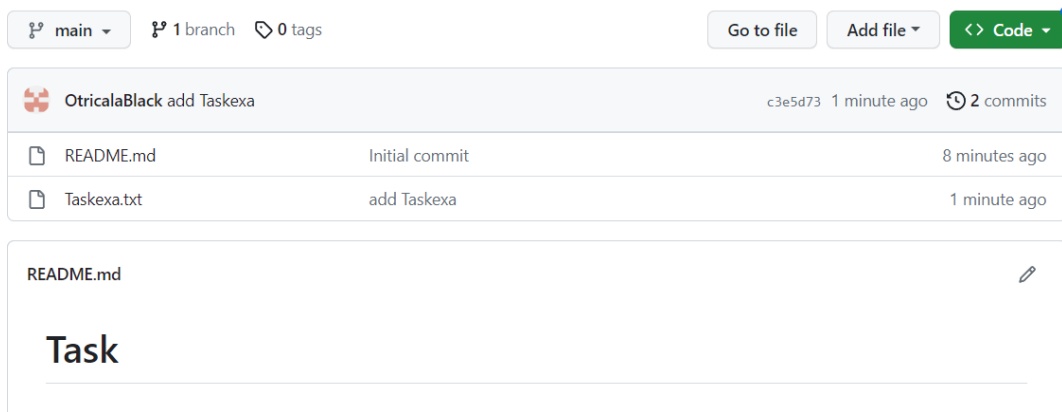 main 1 branch 0 tags Go to file Add file <> Code
OtricalaBlack add Taskexa c3e5d73 1 minute ago 2 commits
README.md Initial commit 8 minutes ago
Taskexa.txt add Taskexa 1 minute ago
README.md
Task